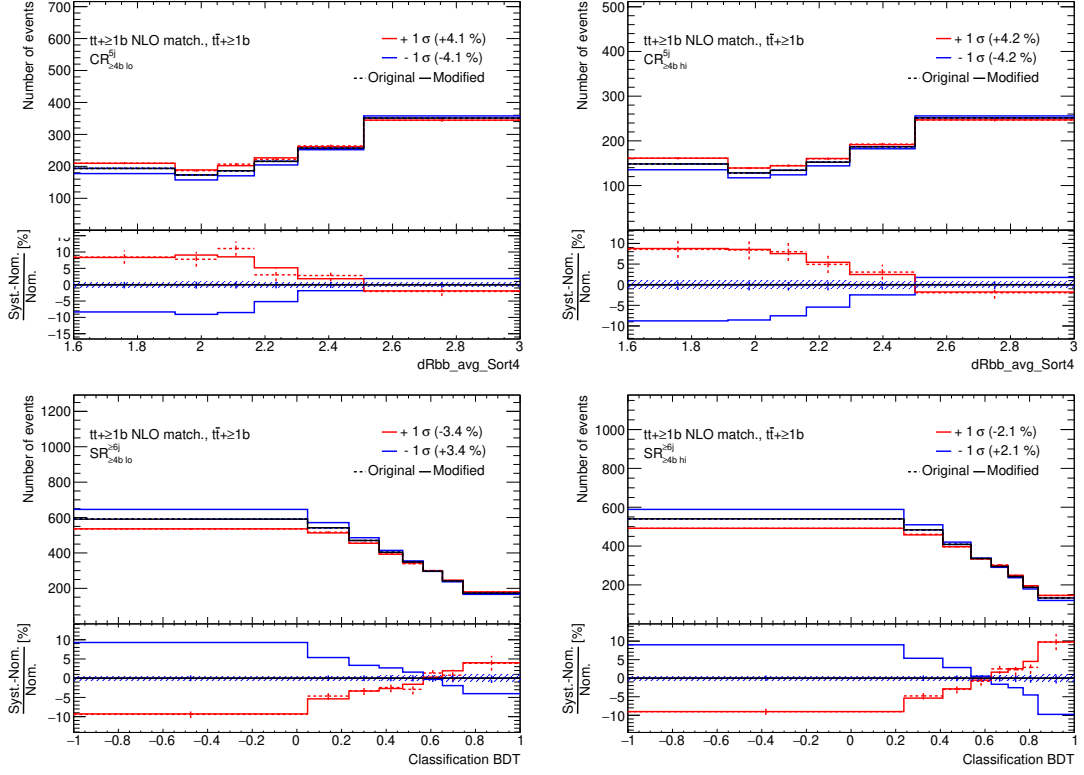 tt+≥1b NLO match., tt̄+≥1b
CR5j≥4b lo
+ 1 σ (+4.1 %)
- 1 σ (-4.1 %)
Original Modified
Number of events
0 100 200 300 400 500 600 700
Syst.-Nom. [%]
Nom.
−15 −10 −5 0 5 10 15
1.6 1.8 2 2.2 2.4 2.6 2.8 3
dRbb_avg_Sort4
tt+≥1b NLO match., tt̄+≥1b
CR5j≥4b hi
+ 1 σ (+4.2 %)
- 1 σ (-4.2 %)
Original Modified
Number of events
0 100 200 300 400 500
Syst.-Nom. [%]
Nom.
−10 −5 0 5 10
1.6 1.8 2 2.2 2.4 2.6 2.8 3
dRbb_avg_Sort4
tt+≥1b NLO match., tt̄+≥1b
SR≥6j≥4b lo
+ 1 σ (-3.4 %)
- 1 σ (+3.4 %)
Original Modified
Number of events
200 400 600 800 1000 1200
Syst.-Nom. [%]
Nom.
−10 −5 0 5 10
−1 −0.8 −0.6 −0.4 −0.2 0 0.2 0.4 0.6 0.8 1
Classification BDT
tt+≥1b NLO match., tt̄+≥1b
SR≥6j≥4b hi
+ 1 σ (-2.1 %)
- 1 σ (+2.1 %)
Original Modified
Number of events
200 400 600 800 1000
Syst.-Nom. [%]
Nom.
−10 −5 0 5 10
−1 −0.8 −0.6 −0.4 −0.2 0 0.2 0.4 0.6 0.8 1
Classification BDT